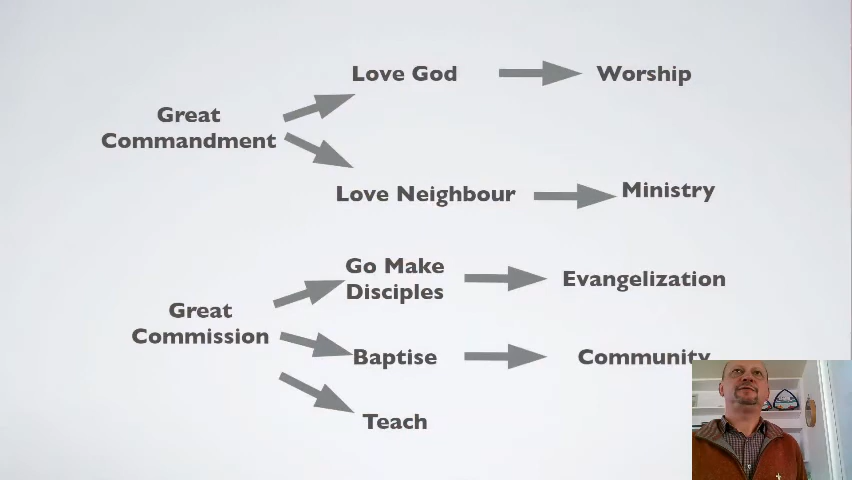 Love God
Worship
Great
Commandment
Love Neighbour
Ministry
Go Make
Disciples
Evangelization
Great
Commission
Baptise
Community
Teach